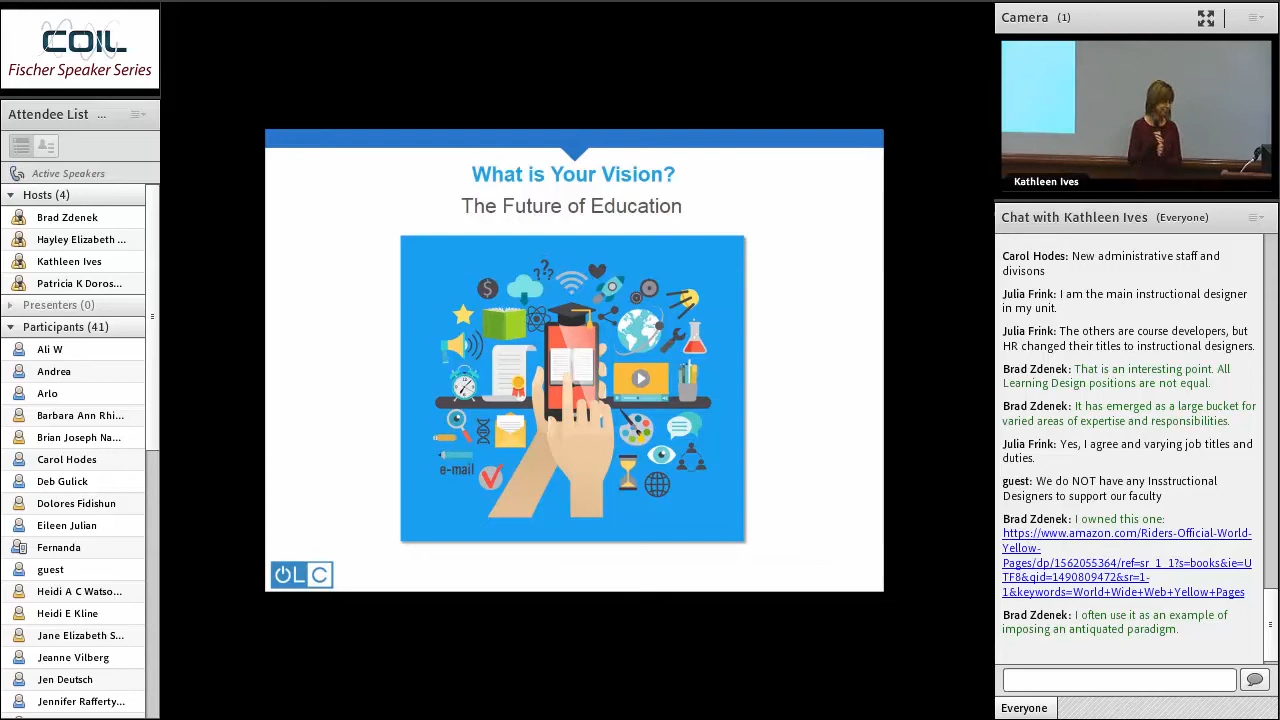 COIL
Fischer Speaker Series
Attendee List ...
Active Speakers
Hosts (4)
Brad Zdenek
Hayley Elizabeth ...
Kathleen Ives
Patricia K Doros...
Presenters (0)
Participants (41)
Ali W
Andrea
Arlo
Barbara Ann Rhi...
Brian Joseph Na...
Carol Hodes
Deb Gulick
Dolores Fidishun
Eileen Julian
Fernanda
guest
Heidi A C Watso...
Heidi E Kline
Jane Elizabeth S...
Jeanne Vilberg
Jen Deutsch
Jennifer Rafferty...
What is Your Vision?
The Future of Education
$
???
e-mail
OLC
Camera (1)
Kathleen Ives
Chat with Kathleen Ives (Everyone)
Carol Hodes: New administrative staff and
divisons
Julia Frink: I am the main instructional designer
in my unit.
Julia Frink: The others are course developers, but
HR changed their titles to instructional designers.
Brad Zdenek: That is an interesting point. All
Learning Design positions are not equal.
Brad Zdenek: It has emerged as a large bucket for
varied areas of expertise and responsibilities.
Julia Frink: Yes, I agree and varying job titles and
duties.
guest: We do NOT have any Insstructional
Designers to support our faculty
Brad Zdenek: I owned this one:
https://www.amazon.com/Riders-Official-World-
Yellow-
Pages/dp/1562055364/ref=sr_1_1?s=books&ie=U
TF8&qid=1490809472&sr=1-
1&keywords=World+Wide+Web+Yellow+Pages
Brad Zdenek: I often use it as an example of
imposing an antiquated paradigm.
Everyone